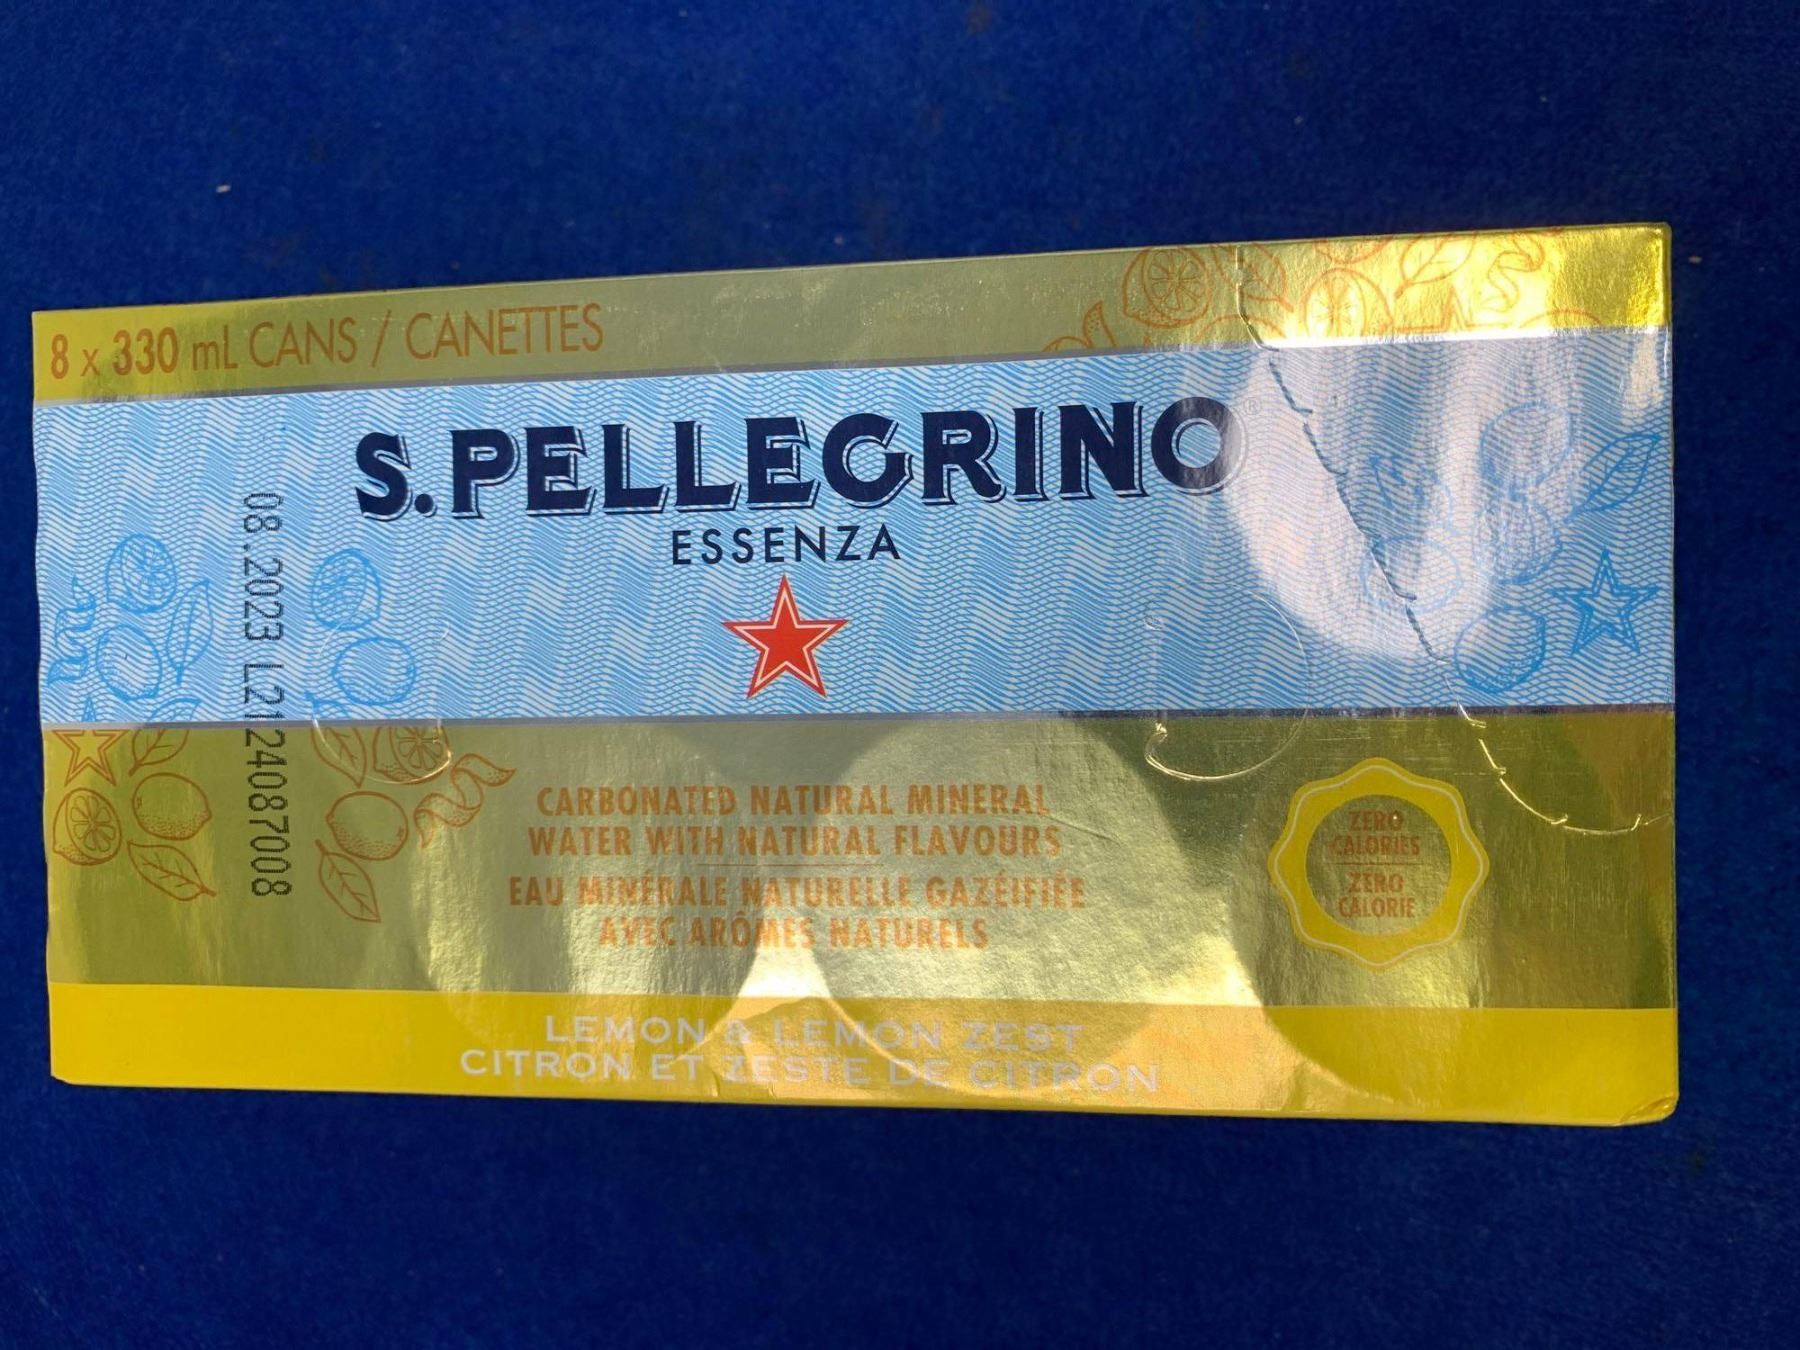 8 x 330 mL CANS / CANETTES
S.PELLEGRINO®
ESSENZA
08.2023 L2124087008
CARBONATED NATURAL MINERAL
WATER WITH NATURAL FLAVOURS
EAU MINÉRALE NATURELLE GAZÉIFIÉE
AVEC ARÔMES NATURELS
ZERO
CALORIES
ZÉRO
CALORIE
LEMON & LEMON ZEST
CITRON ET ZESTE DE CITRON